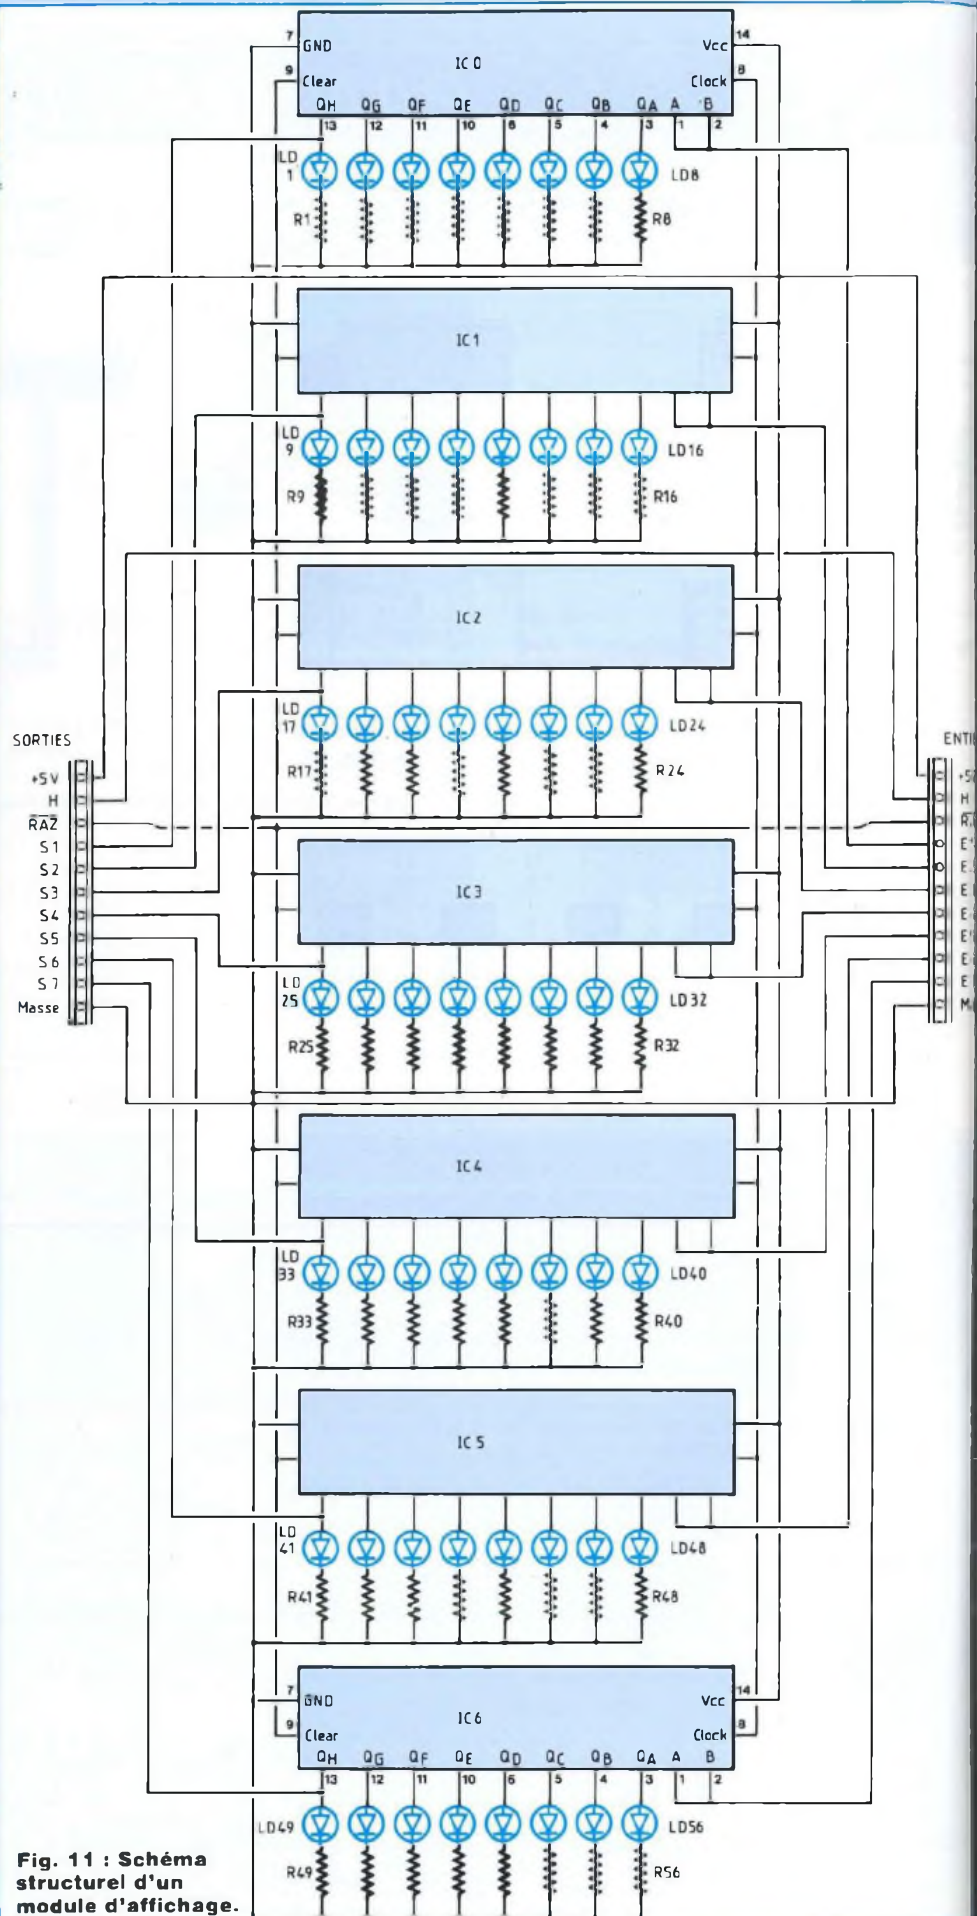 7 GND
Vcc 14
IC 0
9 Clear
Clock 8
QH QG QF QE QD QC QB QA A B
13 12 11 10 6 5 4 3 1 2
LD 1
LD8
R1
R8
IC1
LD 9
LD16
R9
R16
IC2
LD 17
LD24
R17
R24
SORTIES
+5V
H
RAZ
S1
S2
S3
S4
S5
S6
S7
Masse
H
IC3
LD 25
LD32
R25
R32
IC4
LD 33
LD40
R33
R40
IC5
LD 41
LD48
R41
R48
7 GND
Vcc 14
IC6
9 Clear
Clock 8
QH QG QF QE QD QC QB QA A B
13 12 11 10 6 5 4 3 1 2
LD49
LD56
R49
R56
Fig. 11 : Schéma
structurel d'un
module d'affichage.